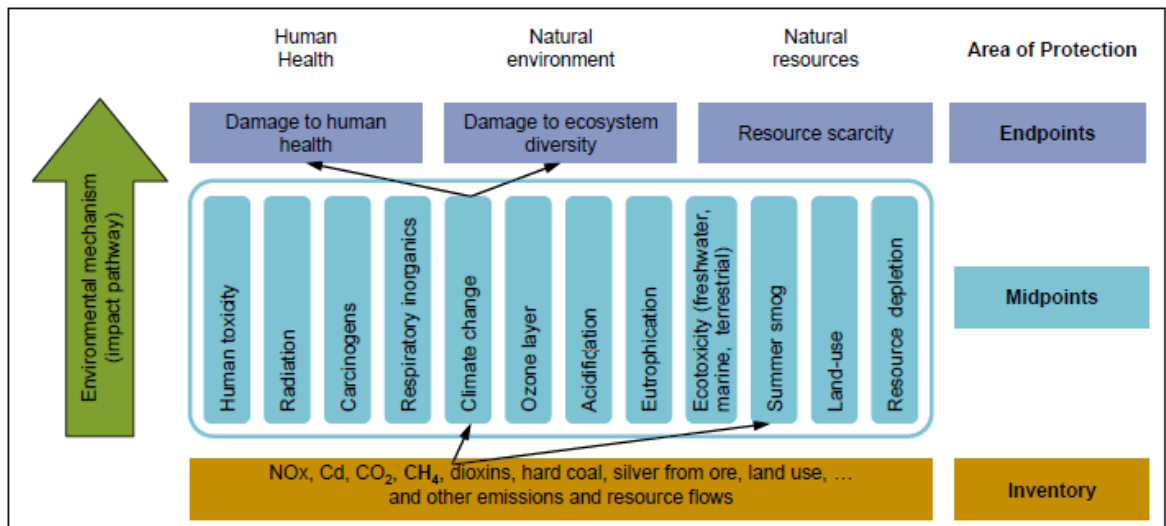 Human
Health
Natural
environment
Natural
resources
Area of Protection
Damage to human
health
Damage to ecosystem
diversity
Resource scarcity
Endpoints
Environmental mechanism
(impact pathway)
Human toxicity
Radiation
Carcinogens
Respiratory inorganics
Climate change
Ozone layer
Acidification
Eutrophication
Ecotoxicity (freshwater,
marine, terrestrial)
Summer smog
Land-use
Resource depletion
Midpoints
NOx, Cd, CO₂, CH₄, dioxins, hard coal, silver from ore, land use, …
and other emissions and resource flows
Inventory